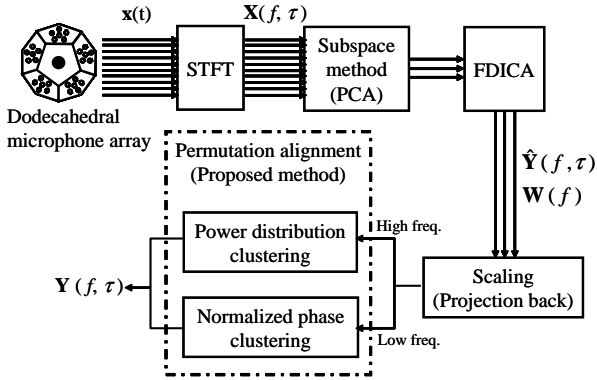 x(t)
X(f, τ)
STFT
Subspace
method
(PCA)
FDICA
Dodecahedral
microphone array
Ŷ(f,τ)
W(f)
Permutation alignment
(Proposed method)
High freq.
Power distribution
clustering
Scaling
(Projection back)
Y (f, τ)
Normalized phase
clustering
Low freq.